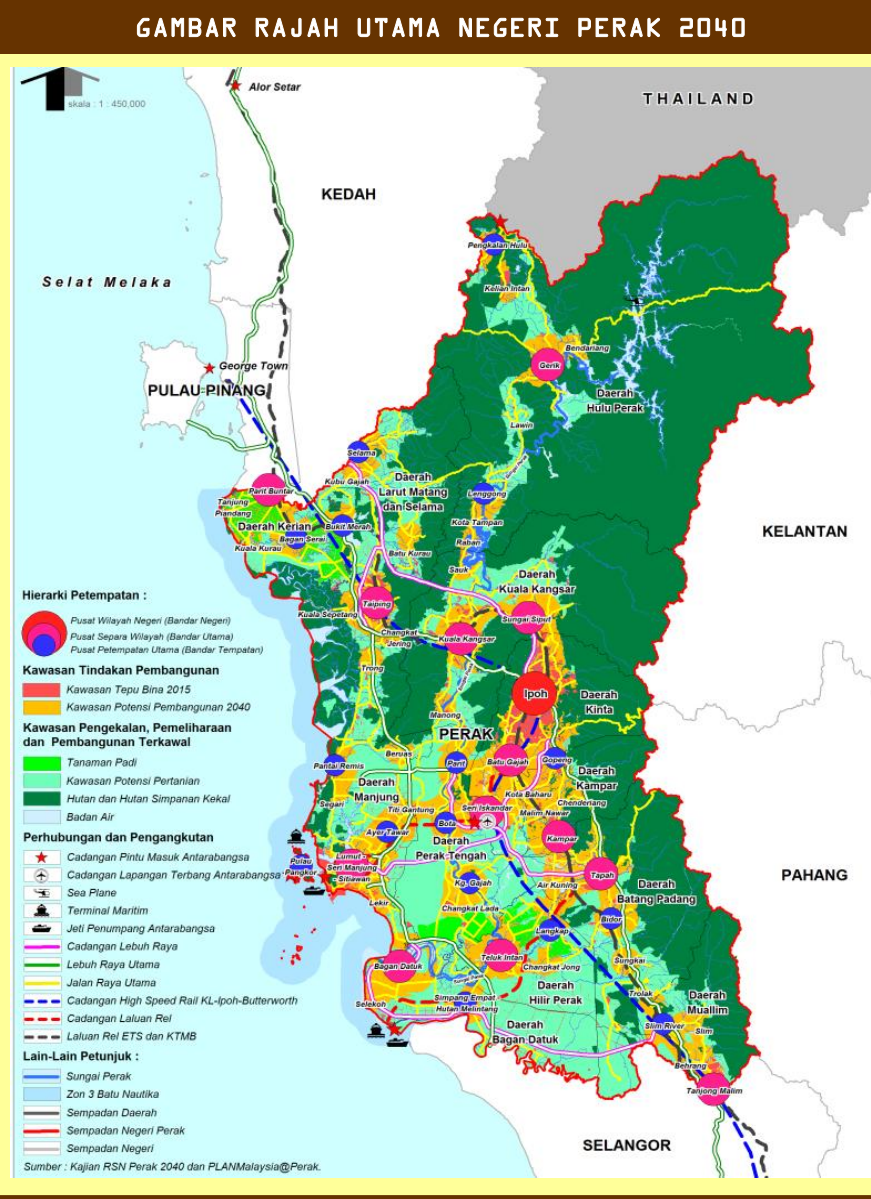 GAMBAR RAJAH UTAMA NEGERI PERAK 2040
skala : 1 : 450,000
Alor Setar
THAILAND
KEDAH
Pengkalan Hulu
Selat Melaka
Kelian Intan
Bendariang
George Town
Gerik
PULAU PINANG
Daerah
Hulu Perak
Lawin
Selama
Sungai Perak
Kubu Gajah
Daerah
Larut Matang
dan Selama
Parit Buntar
Lenggong
Tanjung
Piandang
Daerah Kerian
Bukit Merah
Kota Tampan
KELANTAN
Bagan Serai
Raban
Kuala Kurau
Batu Kurau
Sauk
Daerah
Kuala Kangsar
Hierarki Petempatan :
Taiping
Kuala Sepetang
Sungai Siput
Pusat Wilayah Negeri (Bandar Negeri)
Pusat Separa Wilayah (Bandar Utama)
Pusat Petempatan Utama (Bandar Tempatan)
Changkat
Jering
Kuala Kangsar
Kawasan Tindakan Pembangunan
Trong
Sungai Perak
Kawasan Tepu Bina 2015
Kawasan Potensi Pembangunan 2040
Ipoh
Daerah
Kinta
Manong
Kawasan Pengekalan, Pemeliharaan
dan Pembangunan Terkawal
PERAK
Beruas
Tanaman Padi
Kawasan Potensi Pertanian
Hutan dan Hutan Simpanan Kekal
Badan Air
Pantai Remis
Parit
Batu Gajah
Gopeng
Daerah
Kampar
Daerah
Manjung
Kota Baharu
Segari
Titi Gantung
Seri Iskandar
Chenderiang
Malim Nawar
Perhubungan dan Pengangkutan
Ayer Tawar
Bota
Kampar
Daerah
Perak Tengah
Cadangan Pintu Masuk Antarabangsa
Cadangan Lapangan Terbang Antarabangsa
Sea Plane
Terminal Maritim
Jeti Penumpang Antarabangsa
Cadangan Lebuh Raya
Lebuh Raya Utama
Jalan Raya Utama
Cadangan High Speed Rail KL-Ipoh-Butterworth
Cadangan Laluan Rel
Laluan Rel ETS dan KTMB
Pulau
Pangkor
Lumut -
Seri Manjung
- Sitiawan
Tapah
PAHANG
Kg. Gajah
Air Kuning
Daerah
Batang Padang
Lekir
Changkat Lada
Bidor
Langkap
Bagan Datuk
Teluk Intan
Sungkai
Changkat Jong
Sungai Perak
Selekoh
Simpang Empat
Hutan Melintang
Daerah
Hilir Perak
Trolak
Daerah
Muallim
Slim River
Slim
Daerah
Bagan Datuk
Behrang
Tanjong Malim
Lain-Lain Petunjuk :
Sungai Perak
Zon 3 Batu Nautika
Sempadan Daerah
Sempadan Negeri Perak
Sempadan Negeri
SELANGOR
Sumber : Kajian RSN Perak 2040 dan PLANMalaysia@Perak.